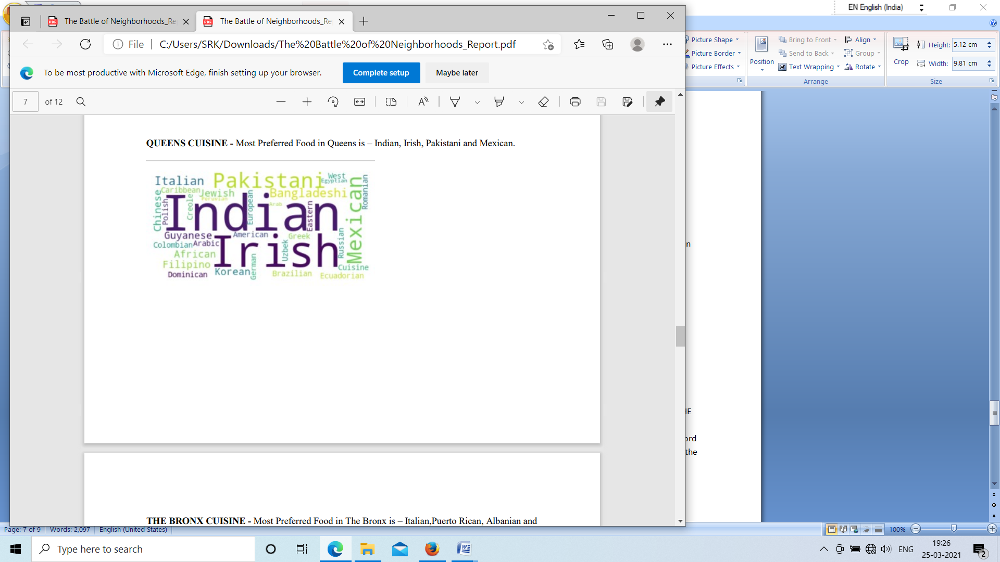 EN English (India)
The Battle of Neighborhoods_Re
The Battle of Neighborhoods_Re
File
C:/Users/SRK/Downloads/The%20Battle%20of%20Neighborhoods_Report.pdf
To be most productive with Microsoft Edge, finish setting up your browser.
Complete setup
Maybe later
7 of 12
Picture Shape
Picture Border
Picture Effects
Position
Bring to Front
Send to Back
Text Wrapping
Align
Group
Rotate
Arrange
Crop
Height: 5.12 cm
Width: 9.81 cm
Size
QUEENS CUISINE - Most Preferred Food in Queens is – Indian, Irish, Pakistani and Mexican.
Italian
Pakistani
West
Egyptian
Romanian
Caribbean
Jewish
Bangladeshi
Peruvian
Chinese
Polish
Creole
European
Arab
Indian
Eastern
Mexican
Guyanese
American
Greek
Colombian
Arabic
Irish
Uzbek
Russian
African
Filipino
German
Cuisine
Dominican
Korean
Brazilian
Ecuadorian
THE BRONX CUISINE - Most Preferred Food in The Bronx is – Italian,Puerto Rican, Albanian and
n
IE
ord
the
Page: 7 of 9
Words: 2,097
English (United States)
100%
Type here to search
ENG
19:26
25-03-2021
2